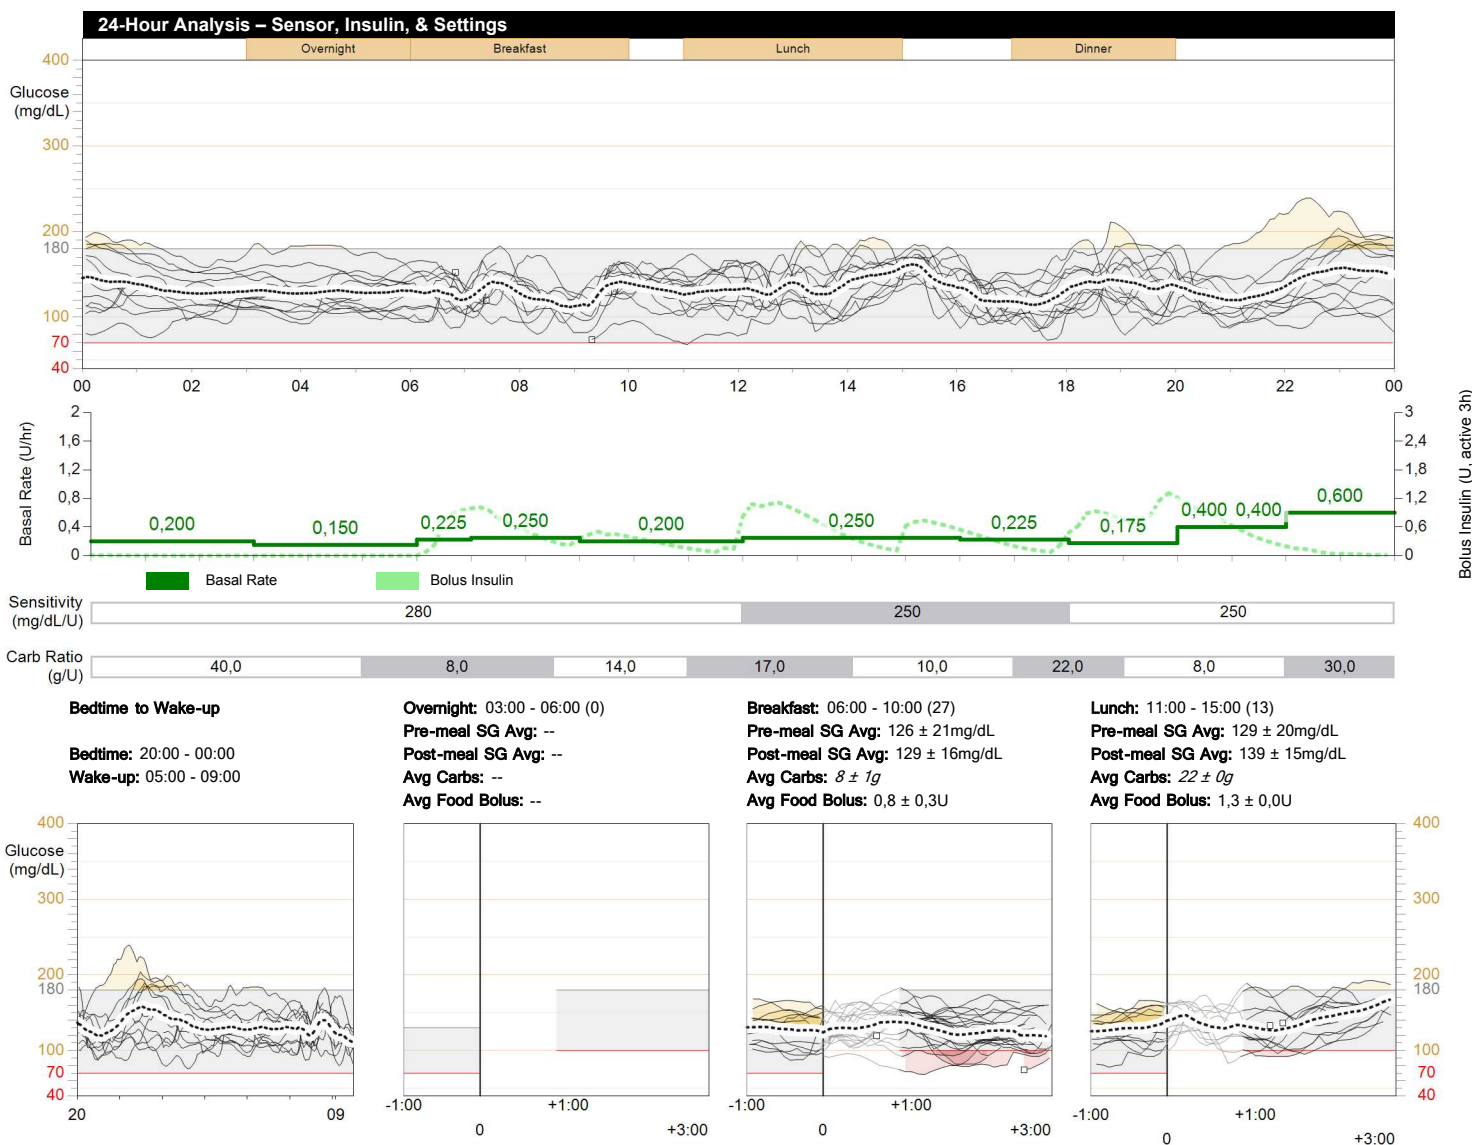 24-Hour Analysis – Sensor, Insulin, & Settings
Overnight Breakfast Lunch Dinner
400
Glucose
(mg/dL)
300
200
180
100
70
40
00 02 04 06 08 10 12 14 16 18 20 22 00
Basal Rate (U/hr)
2
1,6
1,2
0,8
0,4
0
0,200 0,150 0,225 0,250 0,200 0,250 0,225 0,175 0,400 0,400 0,600
3
2,4
1,8
1,2
0,6
0
Bolus Insulin (U, active 3h)
Basal Rate Bolus Insulin
Sensitivity
(mg/dL/U)
280 250 250
Carb Ratio
(g/U)
40,0 8,0 14,0 17,0 10,0 22,0 8,0 30,0
Bedtime to Wake-up
Bedtime: 20:00 - 00:00
Wake-up: 05:00 - 09:00
Overnight: 03:00 - 06:00 (0)
Pre-meal SG Avg: --
Post-meal SG Avg: --
Avg Carbs: --
Avg Food Bolus: --
Breakfast: 06:00 - 10:00 (27)
Pre-meal SG Avg: 126 ± 21mg/dL
Post-meal SG Avg: 129 ± 16mg/dL
Avg Carbs: 8 ± 1g
Avg Food Bolus: 0,8 ± 0,3U
Lunch: 11:00 - 15:00 (13)
Pre-meal SG Avg: 129 ± 20mg/dL
Post-meal SG Avg: 139 ± 15mg/dL
Avg Carbs: 22 ± 0g
Avg Food Bolus: 1,3 ± 0,0U
400
Glucose
(mg/dL)
300
200
180
100
70
40
20 09
-1:00 0 +1:00 +3:00
-1:00 0 +1:00 +3:00
-1:00 0 +1:00 +3:00
400
300
200
180
100
70
40